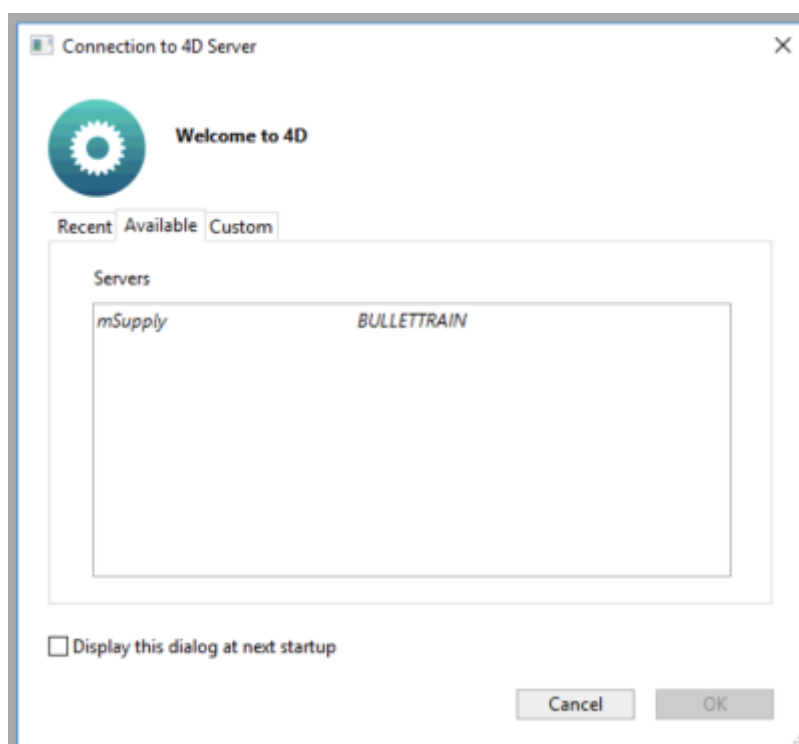 Connection to 4D Server
Welcome to 4D
Recent Available Custom
Servers
mSupply BULLETTRAIN
Display this dialog at next startup
Cancel OK